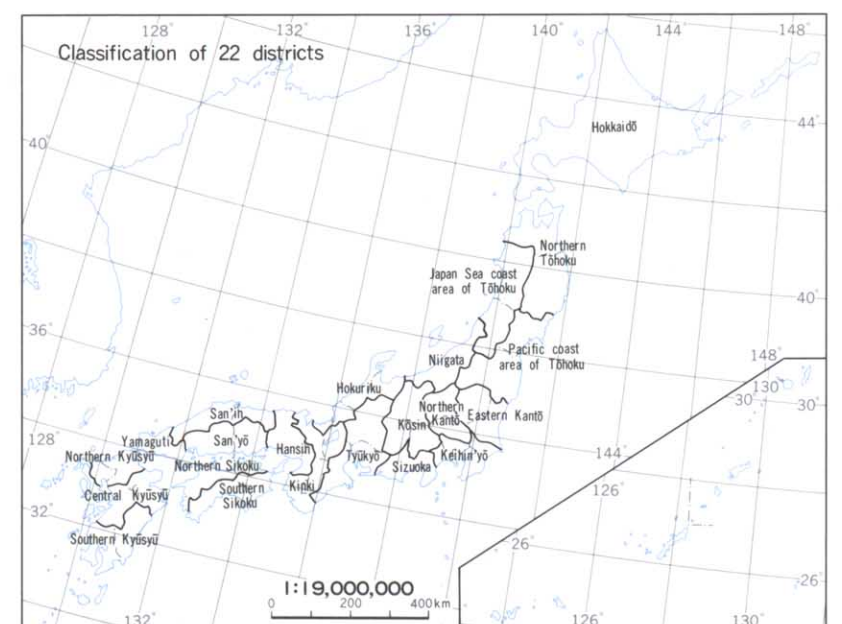 128°
132°
136°
140°
144°
148°
Classification of 22 districts
Hokkaidō
44°
40°
Northern
Tōhoku
Japan Sea coast
area of Tōhoku
40°
36°
Pacific coast
area of Tōhoku
148°
Niigata
130°
30°
30°
Hokuriku
Northern
Kantō
Eastern Kantō
San'in
Kōsin
128°
Yamaguti
San'yō
Hansin
Northern Kyūsyū
Tyūkyō
Keihin'yō
144°
Northern Sikoku
Sizuoka
126°
Central Kyūsyū
Southern
Sikoku
Kinki
32°
Southern Kyūsyū
26°
26°
1:19,000,000
0 200 400km
132°
126°
130°